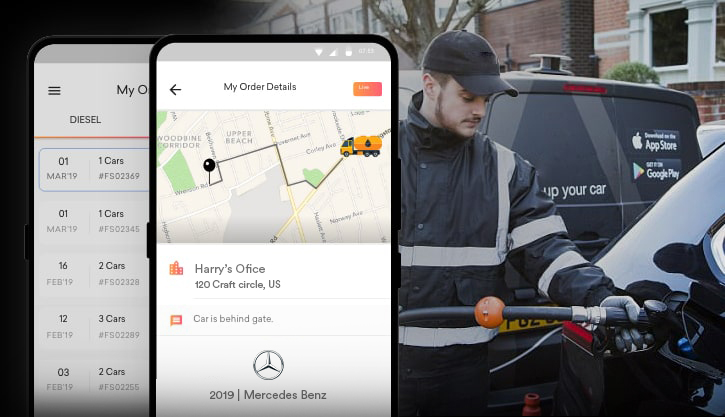 47:59
My Or
DIESEL
01
MAR'19
1 Cars
#FS02369
01
MAR'19
1 Cars
#FS02345
16
FEB'19
2 Cars
#FS02328
12
FEB'19
3 Cars
#FS02289
03
FEB'19
2 Cars
#FS02255
My Order Details
Live
WOODBINE
CORRIDOR
UPPER
BEACH
Corley Ave
Norway Ave
Harry's Ofice
120 Craft circle, US
Car is behind gate.
2019 | Mercedes Benz
Download on the
App Store
GET IT ON
Google Play
up your car